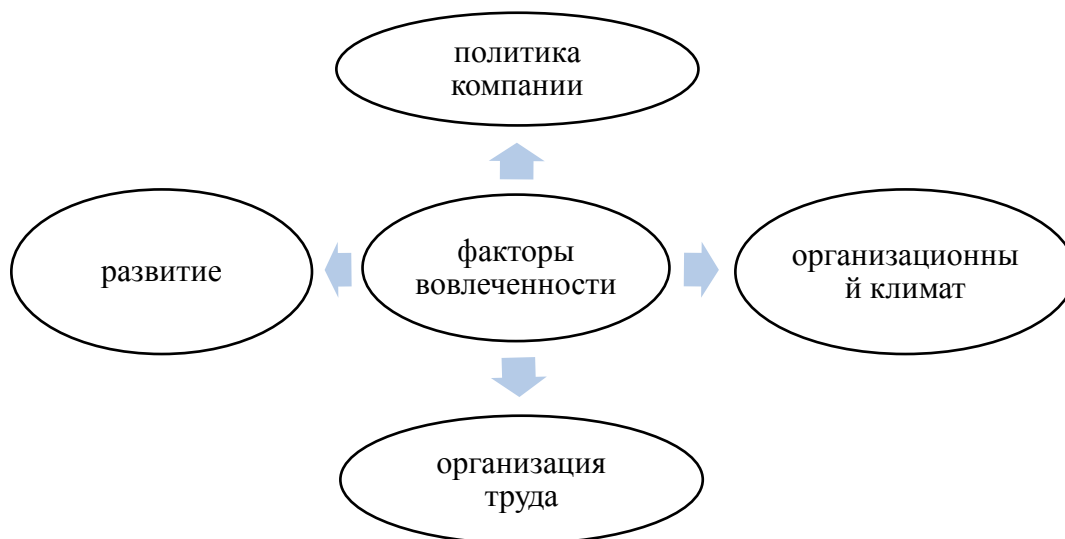 политика
компании
развитие
факторы
вовлеченности
организационны
й климат
организация
труда